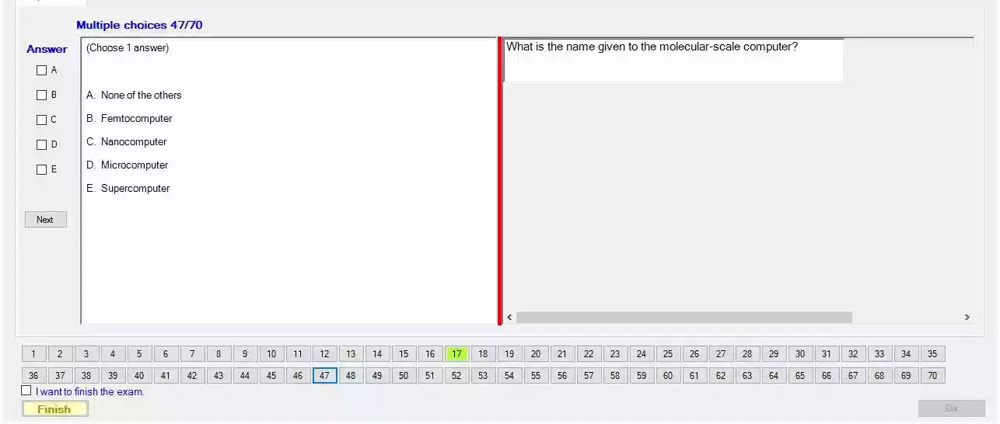 Multiple choices 47/70
Answer
A
B
C
D
E
Next
(Choose 1 answer)
A. None of the others
B. Femtocomputer
C. Nanocomputer
D. Microcomputer
E. Supercomputer
What is the name given to the molecular-scale computer?
1 2 3 4 5 6 7 8 9 10 11 12 13 14 15 16 17 18 19 20 21 22 23 24 25 26 27 28 29 30 31 32 33 34 35
36 37 38 39 40 41 42 43 44 45 46 47 48 49 50 51 52 53 54 55 56 57 58 59 60 61 62 63 64 65 66 67 68 69 70
I want to finish the exam.
Finish